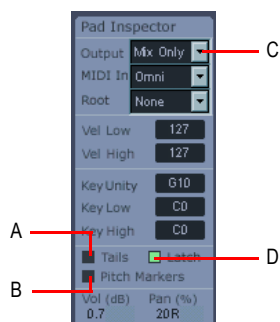 Pad Inspector
Output Mix Only C
MIDI In Omni
Root None
Vel Low 127
Vel High 127
Key Unity G10
Key Low C0
Key High C0
A Tails Latch D
B Pitch Markers
Vol (dB) Pan (%)
0.7 20R